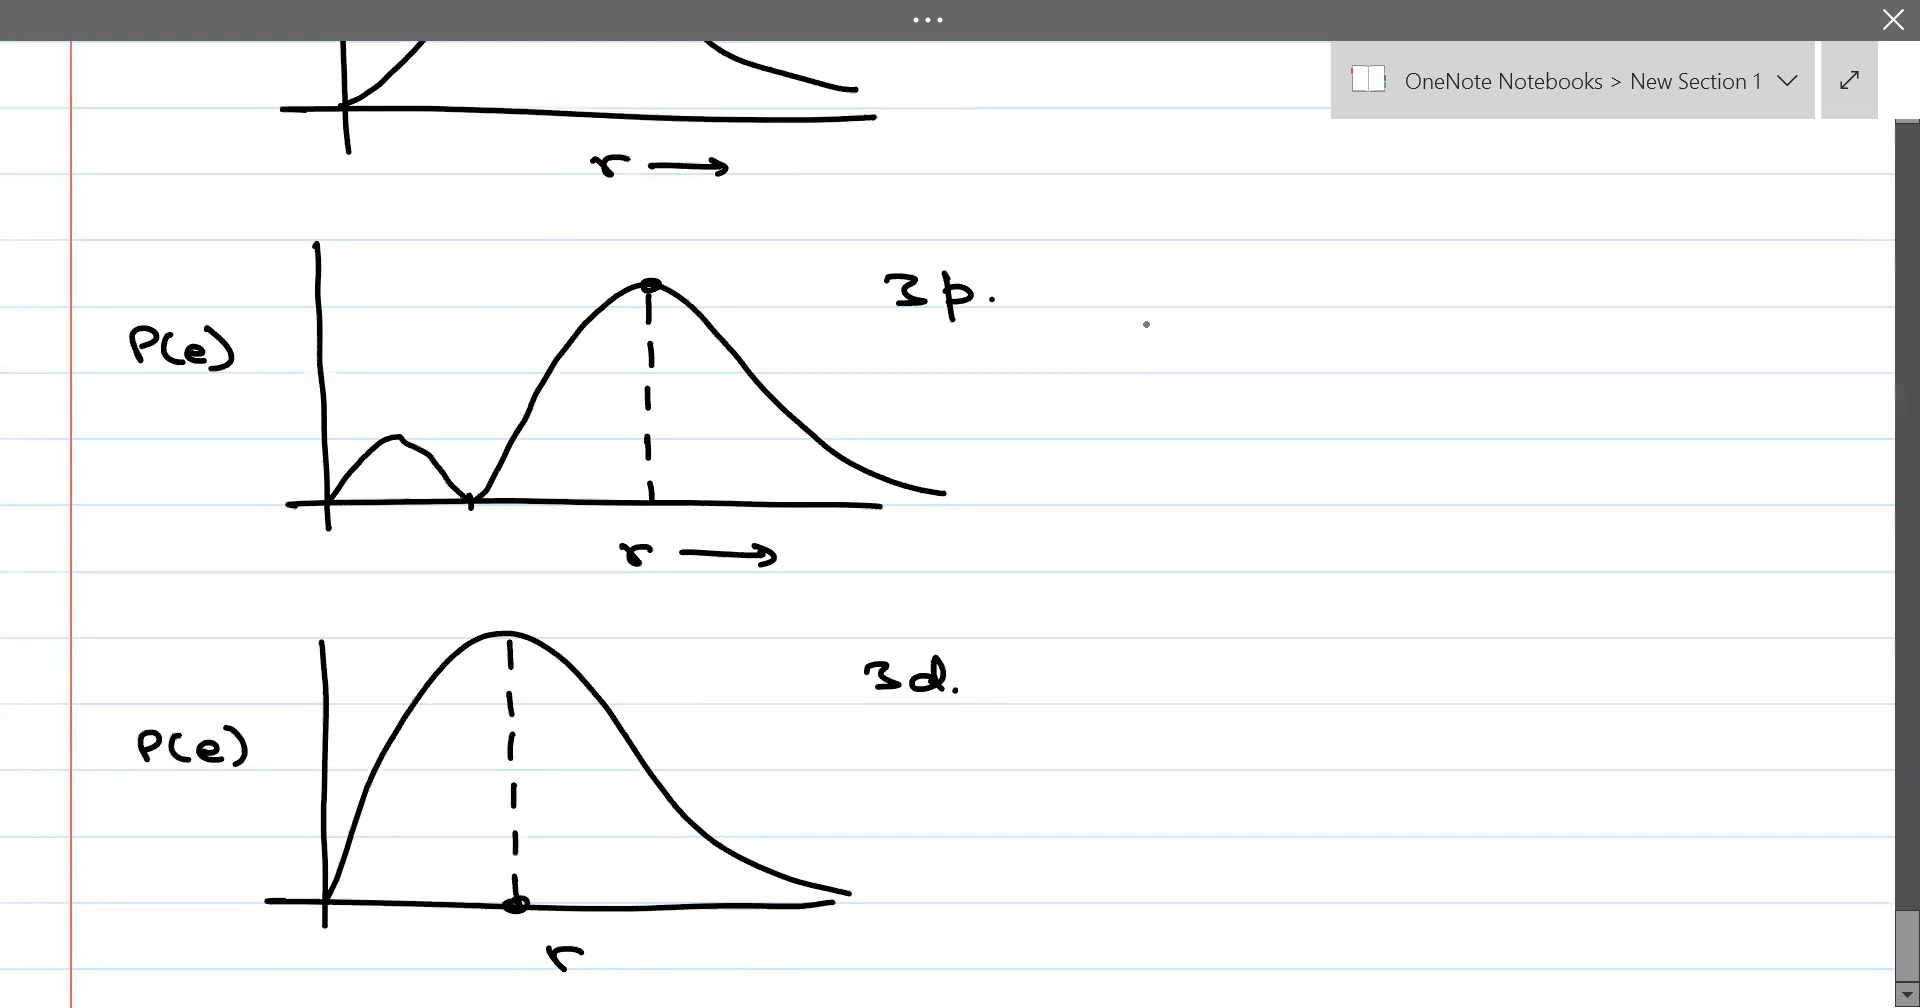 ...
OneNote Notebooks > New Section 1
r
3p.
P(e)
r
3d.
P(e)
r